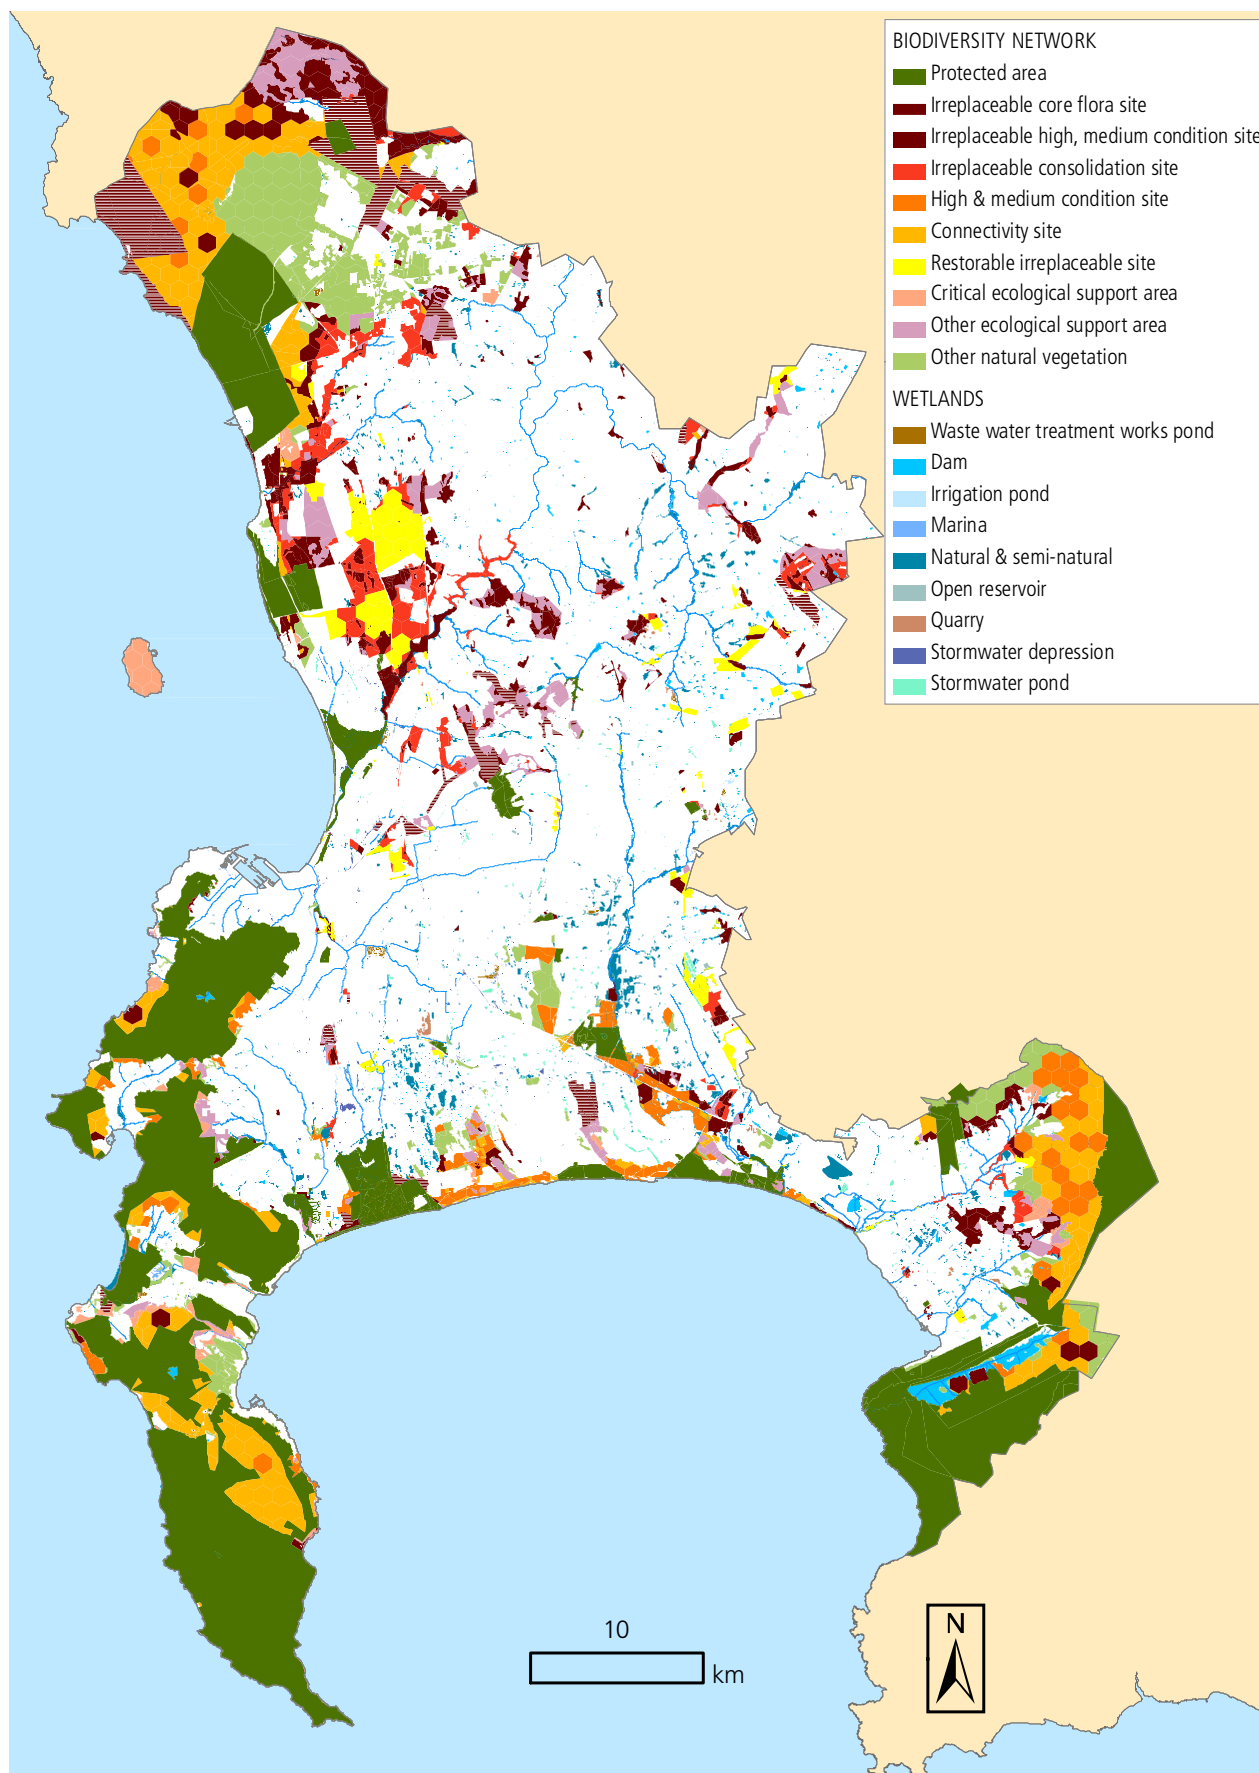 BIODIVERSITY NETWORK
Protected area
Irreplaceable core flora site
Irreplaceable high, medium condition site
Irreplaceable consolidation site
High & medium condition site
Connectivity site
Restorable irreplaceable site
Critical ecological support area
Other ecological support area
Other natural vegetation
WETLANDS
Waste water treatment works pond
Dam
Irrigation pond
Marina
Natural & semi-natural
Open reservoir
Quarry
Stormwater depression
Stormwater pond
N
10
km